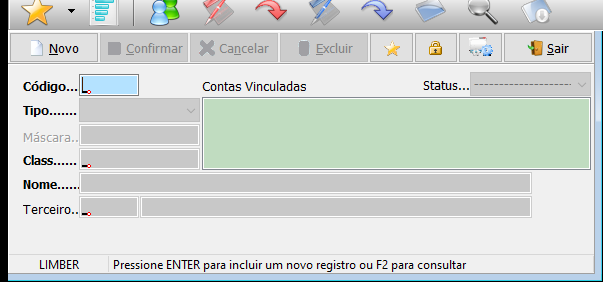 Novo Confirmar Cancelar Excluir Sair
Código... Contas Vinculadas Status...
Tipo.......
Máscara..
Class......
Nome......
Terceiro..
LIMBER Pressione ENTER para incluir um novo registro ou F2 para consultar